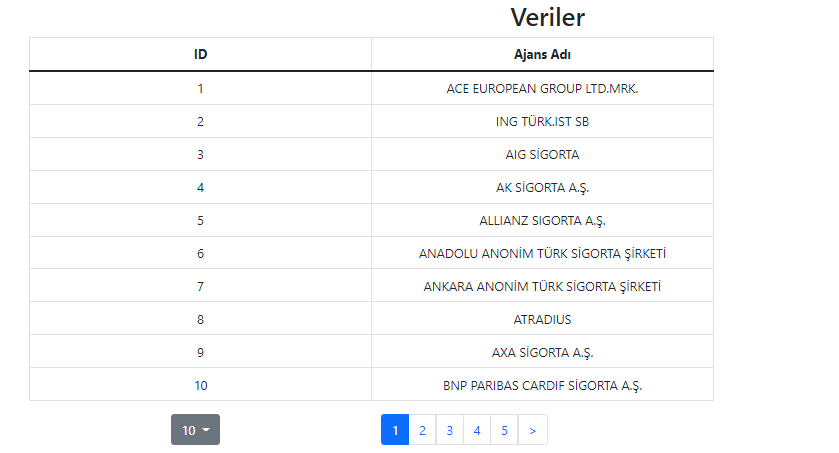 Veriler
ID Ajans Adı
1 ACE EUROPEAN GROUP LTD.MRK.
2 ING TÜRK.IST SB
3 AIG SİGORTA
4 AK SİGORTA A.Ş.
5 ALLIANZ SIGORTA A.Ş.
6 ANADOLU ANONİM TÜRK SİGORTA ŞİRKETİ
7 ANKARA ANONİM TÜRK SİGORTA ŞİRKETİ
8 ATRADIUS
9 AXA SİGORTA A.Ş.
10 BNP PARIBAS CARDIF SİGORTA A.Ş.
10 1 2 3 4 5 >